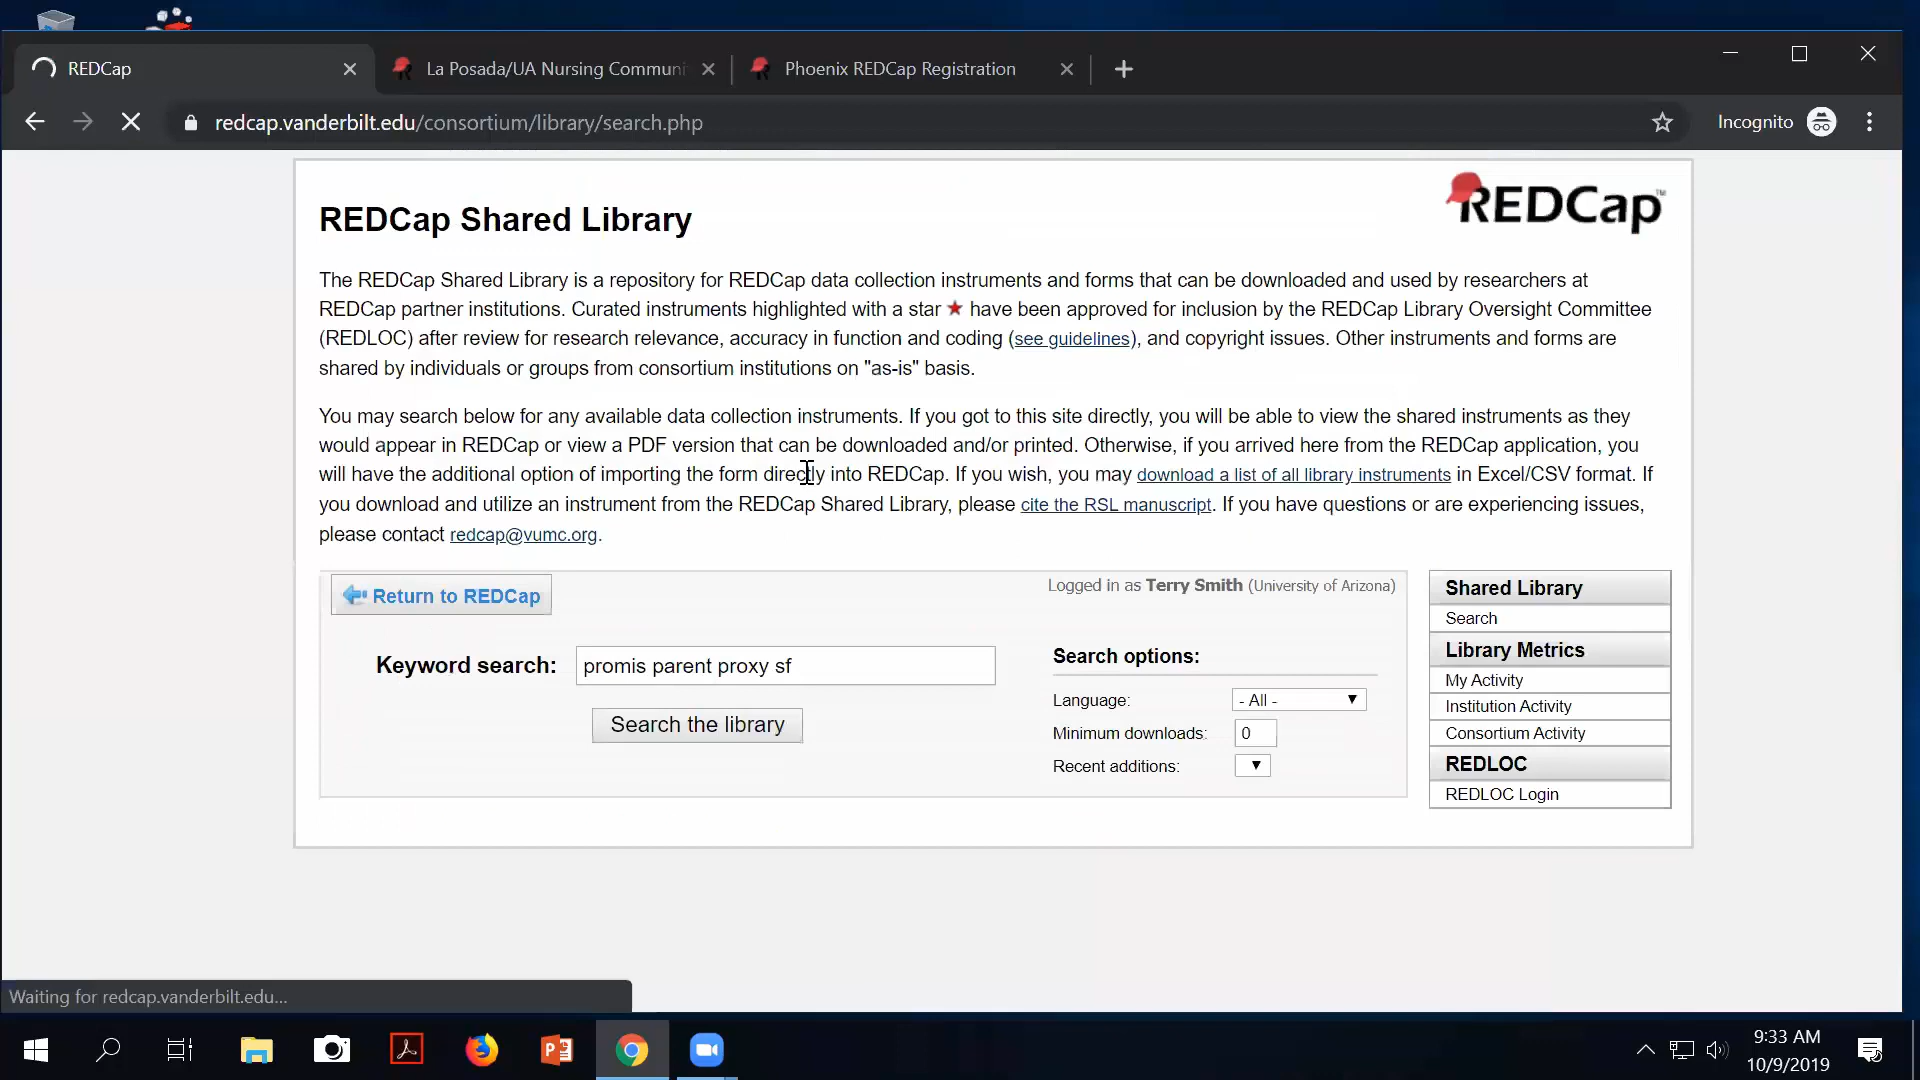 REDCap
La Posada/UA Nursing Communi
Phoenix REDCap Registration
redcap.vanderbilt.edu/consortium/library/search.php
Incognito
REDCap Shared Library
REDCap™
The REDCap Shared Library is a repository for REDCap data collection instruments and forms that can be downloaded and used by researchers at
REDCap partner institutions. Curated instruments highlighted with a star ★ have been approved for inclusion by the REDCap Library Oversight Committee
(REDLOC) after review for research relevance, accuracy in function and coding (see guidelines), and copyright issues. Other instruments and forms are
shared by individuals or groups from consortium institutions on "as-is" basis.
You may search below for any available data collection instruments. If you got to this site directly, you will be able to view the shared instruments as they
would appear in REDCap or view a PDF version that can be downloaded and/or printed. Otherwise, if you arrived here from the REDCap application, you
will have the additional option of importing the form directly into REDCap. If you wish, you may download a list of all library instruments in Excel/CSV format. If
you download and utilize an instrument from the REDCap Shared Library, please cite the RSL manuscript. If you have questions or are experiencing issues,
please contact redcap@vumc.org.
Return to REDCap
Logged in as Terry Smith (University of Arizona)
Keyword search: promis parent proxy sf
Search the library
Search options:
Language: - All -
Minimum downloads: 0
Recent additions:
Shared Library
Search
Library Metrics
My Activity
Institution Activity
Consortium Activity
REDLOC
REDLOC Login
Waiting for redcap.vanderbilt.edu...
9:33 AM
10/9/2019